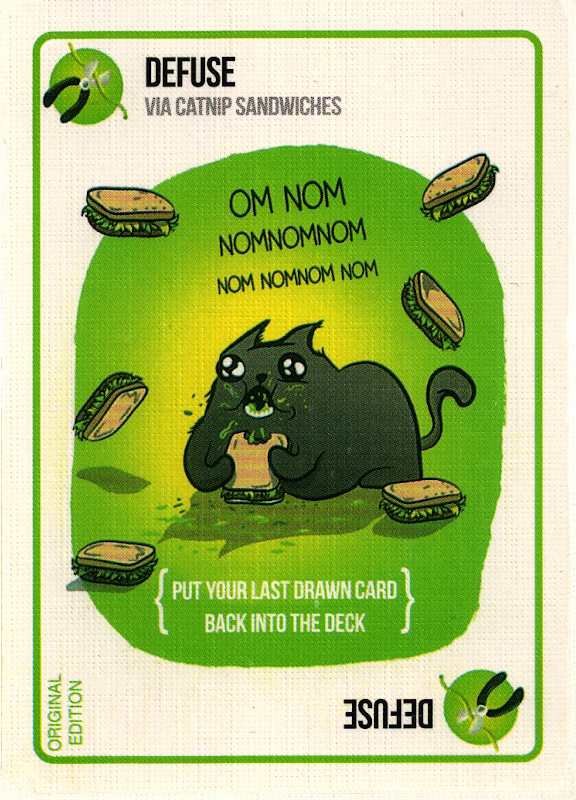 DEFUSE
VIA CATNIP SANDWICHES
OM NOM
NOMNOMNOM
NOM NOMNOM NOM
{PUT YOUR LAST DRAWN CARD
BACK INTO THE DECK}
ORIGINAL
EDITION
DEFUSE